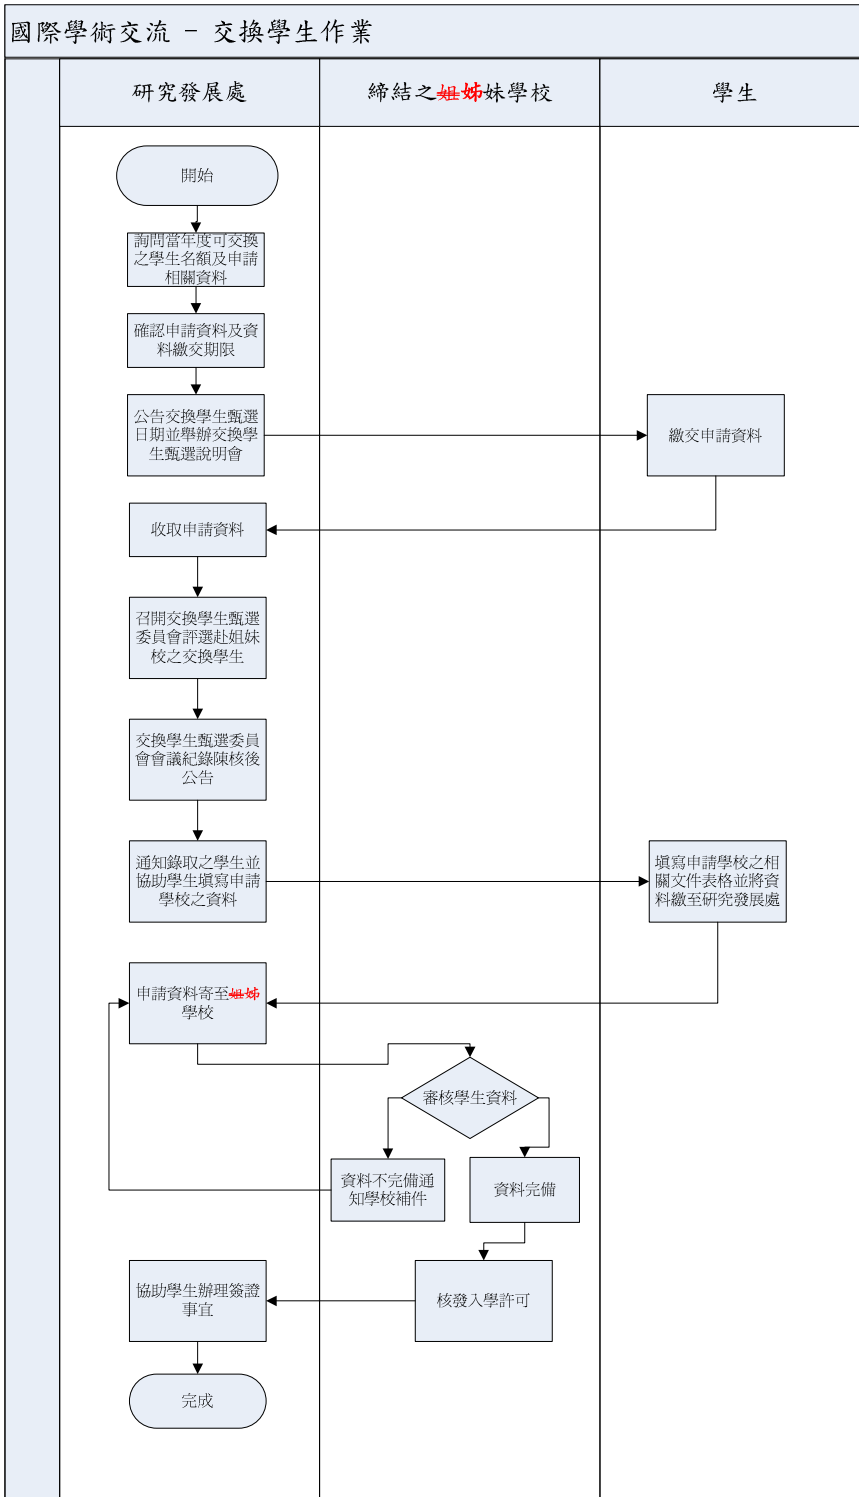 國際學術交流 － 交換學生作業
研究發展處
締結之姐姊妹學校
學生
開始
詢問當年度可交換
之學生名額及申請
相關資料
確認申請資料及資
料繳交期限
公告交換學生甄選
日期並舉辦交換學
生甄選說明會
繳交申請資料
收取申請資料
召開交換學生甄選
委員會評選赴姐妹
校之交換學生
交換學生甄選委員
會會議紀錄陳核後
公告
通知錄取之學生並
協助學生填寫申請
學校之資料
填寫申請學校之相
關文件表格並將資
料繳至研究發展處
申請資料寄至姐姊
學校
審核學生資料
資料不完備通
知學校補件
資料完備
協助學生辦理簽證
事宜
核發入學許可
完成